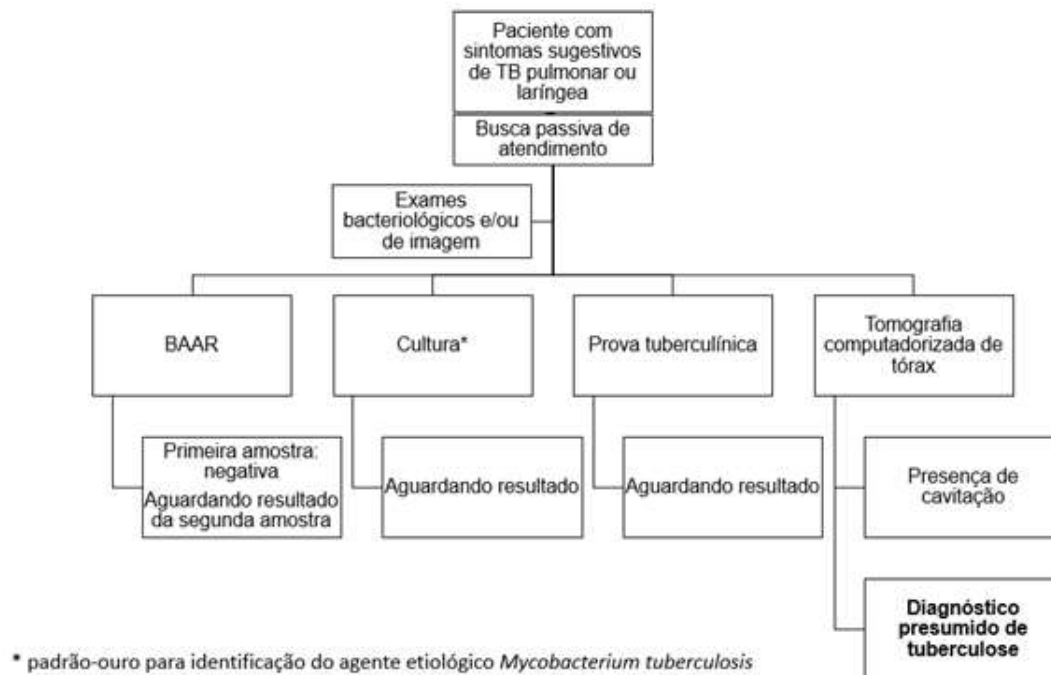 Paciente com
sintomas sugestivos
de TB pulmonar ou
laríngea
Busca passiva de
atendimento
Exames
bacteriológicos e/ou
de imagem
BAAR
Cultura*
Prova tuberculínica
Tomografia
computadorizada de
tórax
Primeira amostra:
negativa
Aguardando resultado
da segunda amostra
Aguardando resultado
Aguardando resultado
Presença de
cavitação
Diagnóstico
presumido de
tuberculose
* padrão-ouro para identificação do agente etiológico Mycobacterium tuberculosis